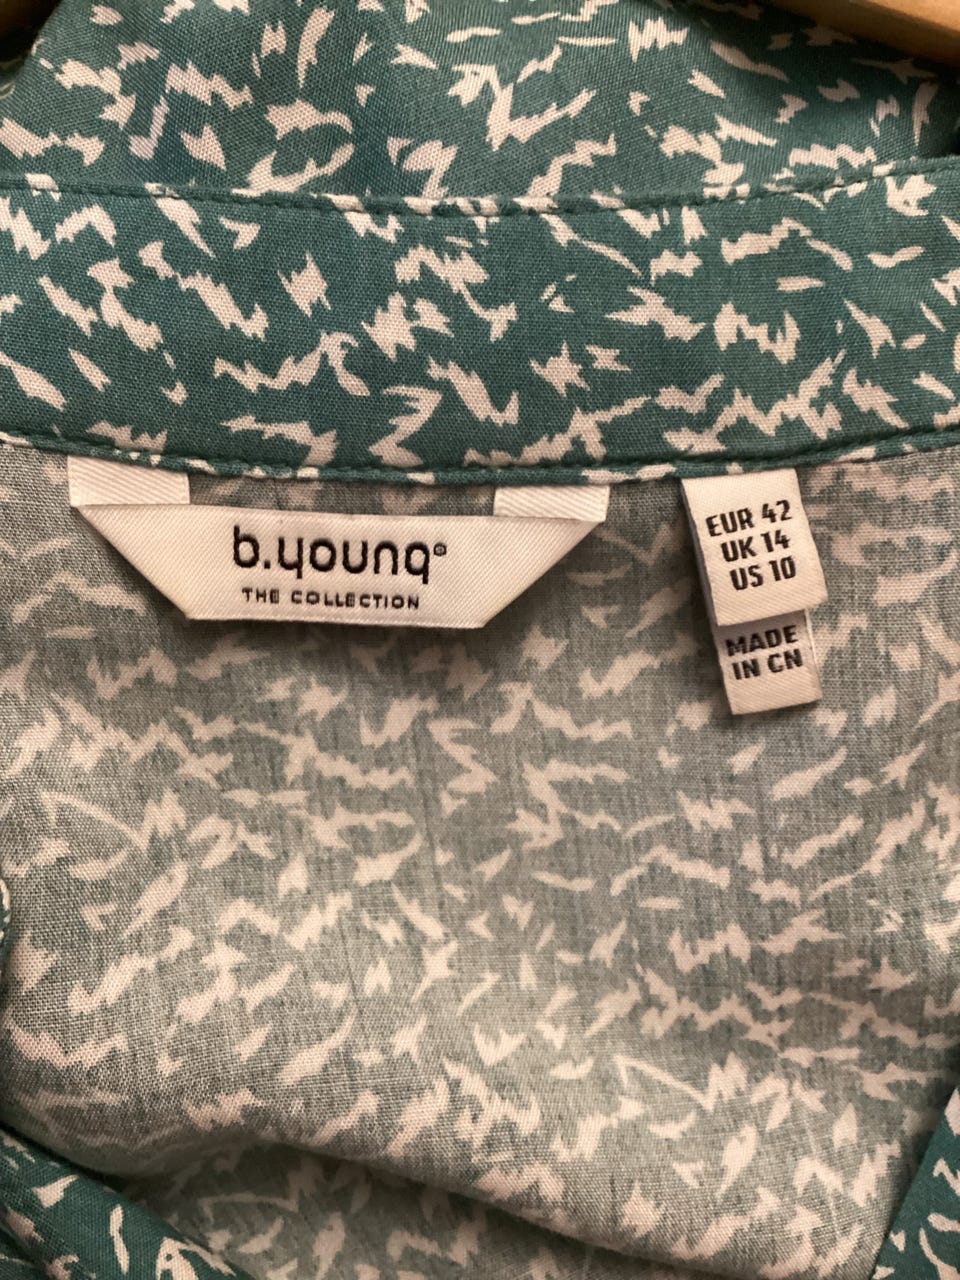 b.young®
THE COLLECTION
EUR 42
UK 14
US 10
MADE
IN CN